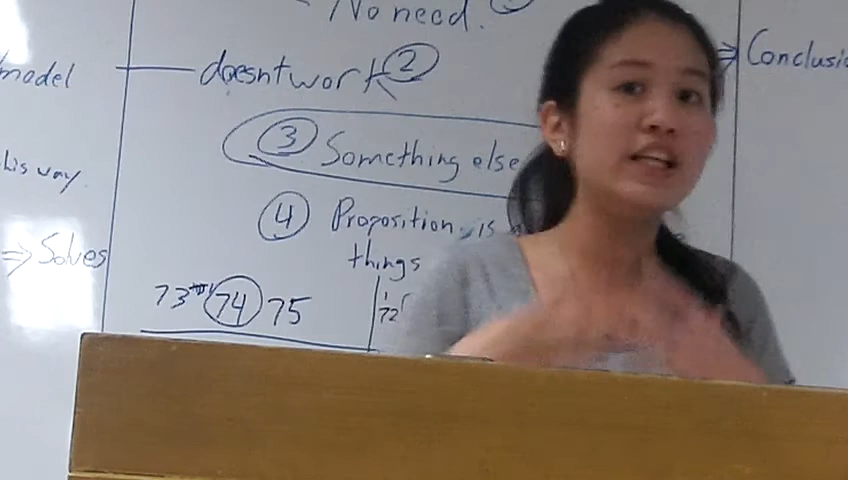 No need.
model
doesnt work 2
⇒ Conclusi
3 Something else
his way.
4 Proposition is
things
⇒ Solves
73 74 75
72